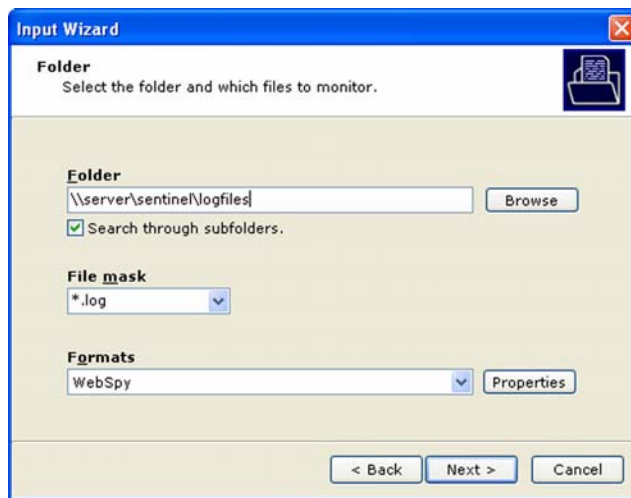 Input Wizard
Folder
Select the folder and which files to monitor.
Folder
\\server\sentinel\logfiles
Browse
Search through subfolders.
File mask
*.log
Formats
WebSpy
Properties
< Back
Next >
Cancel